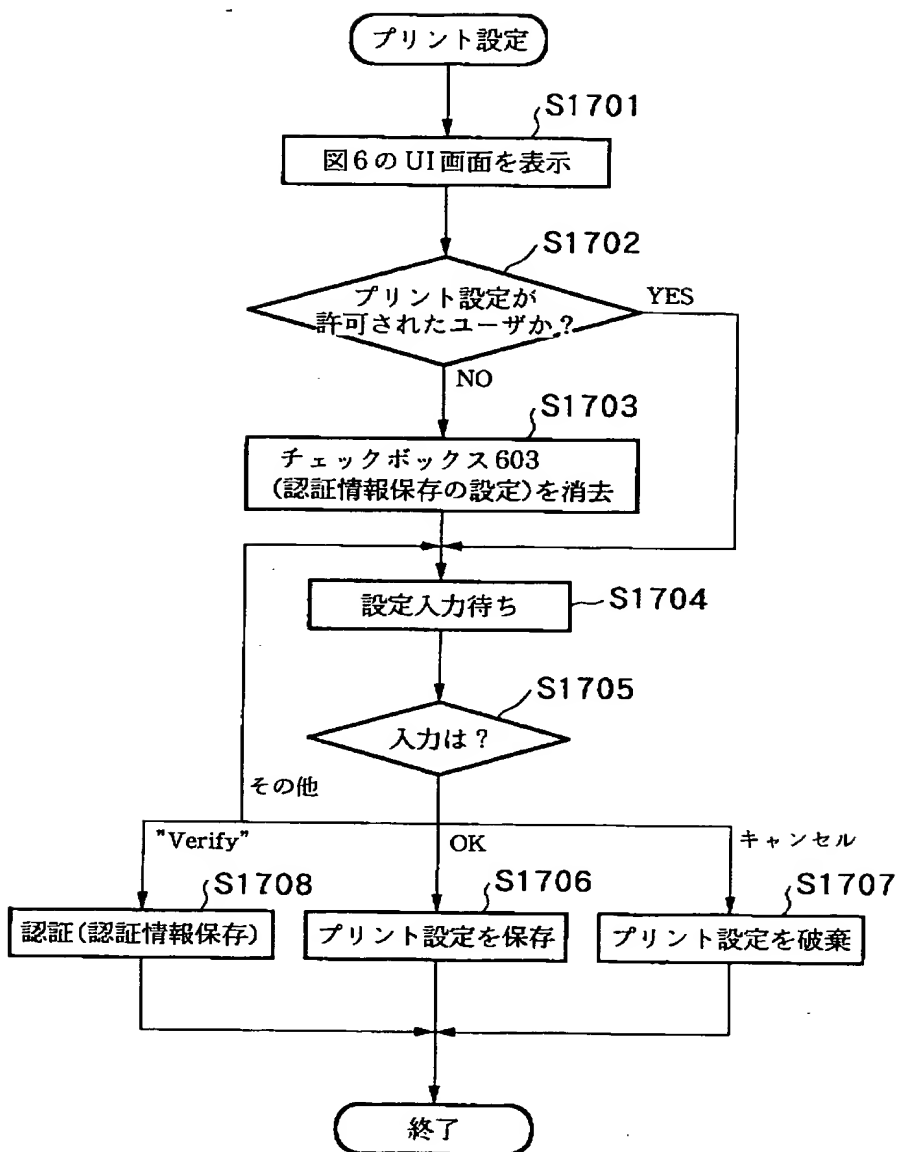 プリント設定
S1701
図6のUI画面を表示
S1702
プリント設定が
許可されたユーザか?
YES
NO
S1703
チェックボックス603
(認証情報保存の設定)を消去
設定入力待ち
S1704
S1705
入力は?
その他
"Verify"
OK
キャンセル
S1708
S1706
S1707
認証(認証情報保存)
プリント設定を保存
プリント設定を破棄
終了